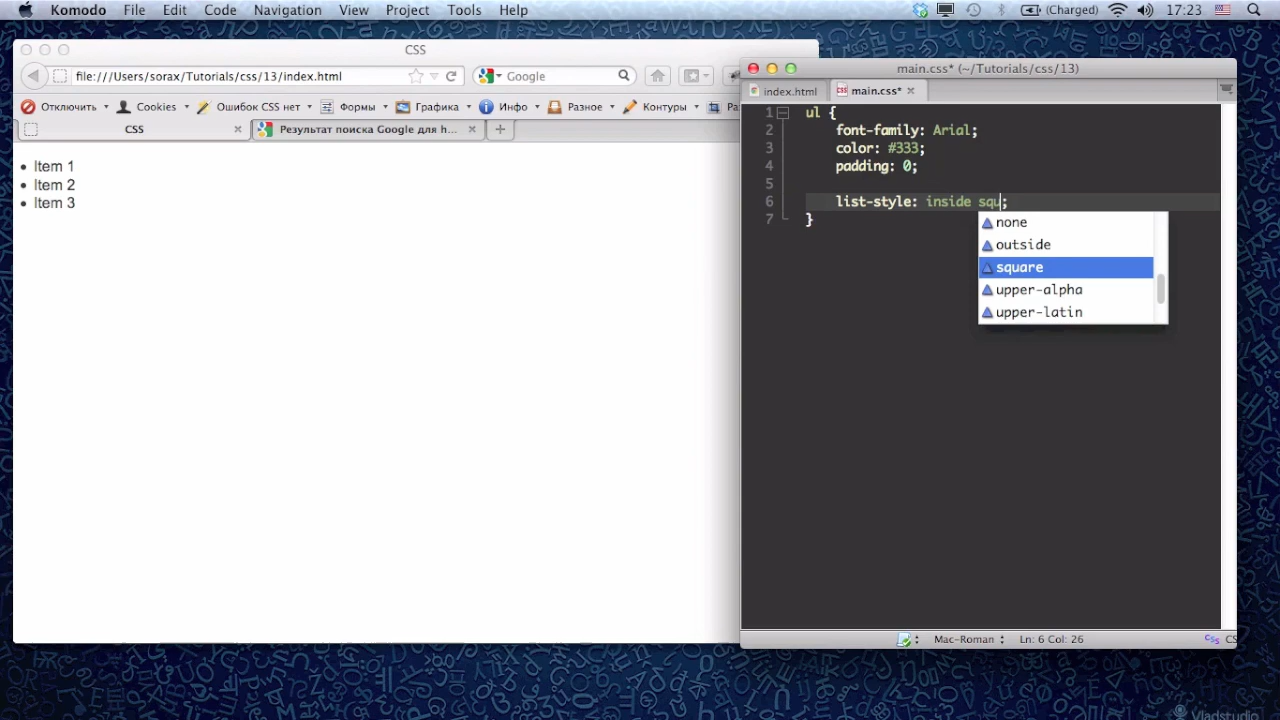 Komodo File Edit Code Navigation View Project Tools Help (Charged) 17:23
CSS
file:///Users/sorax/Tutorials/css/13/index.html Google
Отключить Cookies Ошибок CSS нет Формы Графика Инфо Разное Контуры Ра
CSS Результат поиска Google для h...
Item 1
Item 2
Item 3
main.css* (~/Tutorials/css/13)
index.html main.css*
1 ul {
2 font-family: Arial;
3 color: #333;
4 padding: 0;
5
6 list-style: inside squ;
7 }
none
outside
square
upper-alpha
upper-latin
Mac-Roman Ln: 6 Col: 26 CSS CS
Vladstudio